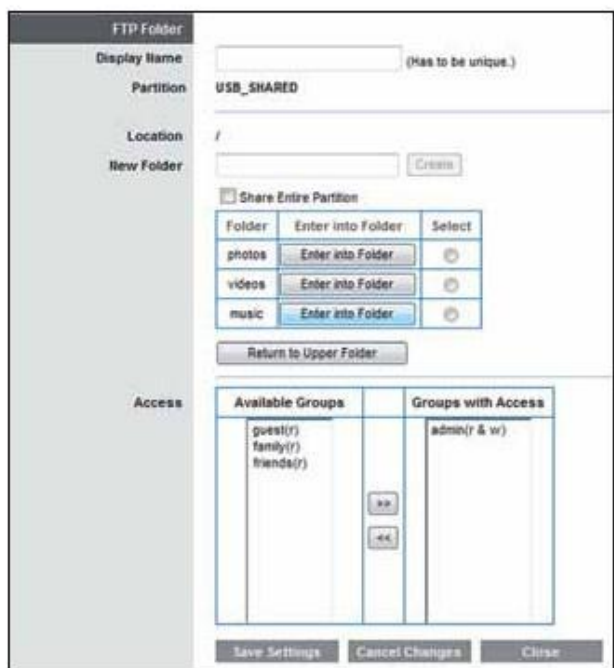 FTP Folder
Display Name (Has to be unique.)
Partition USB_SHARED
Location /
New Folder Create
Share Entire Partition
Folder Enter into Folder Select
photos Enter into Folder
videos Enter into Folder
music Enter into Folder
Return to Upper Folder
Access Available Groups Groups with Access
guest(r) admin(r & w)
family(r)
friends(r)
>>
<<
Save Settings Cancel Changes Close